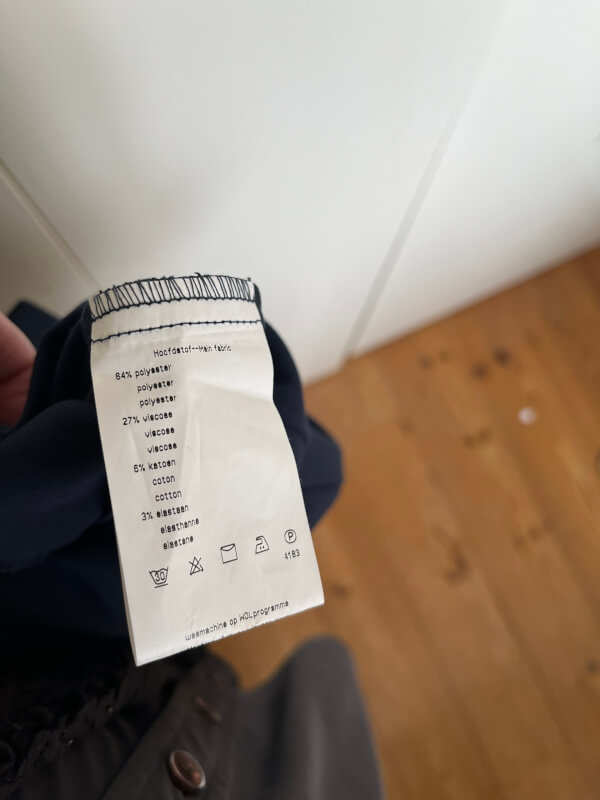 Hoofdstof--Main fabric
64% polyester
polyester
polyester
27% viscose
viscose
viscose
6% katoen
coton
cotton
3% elastaan
elasthanne
elastane
30
P
4183
wasmachine op WOLprogramma